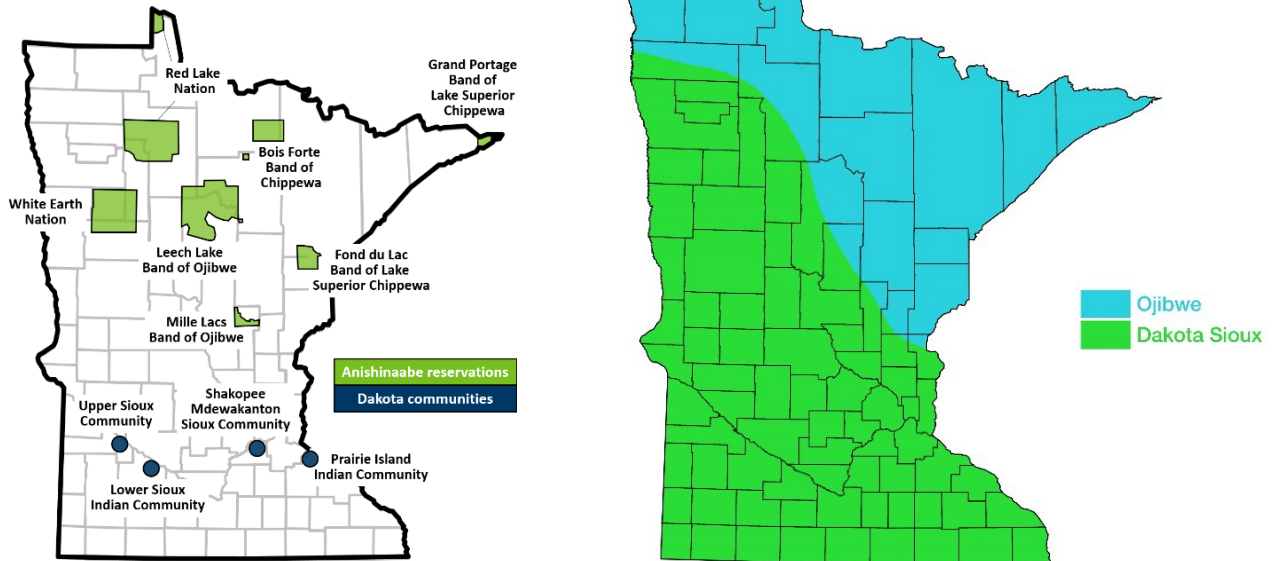 Red Lake
Nation
Grand Portage
Band of
Lake Superior
Chippewa
Bois Forte
Band of
Chippewa
White Earth
Nation
Leech Lake
Band of Ojibwe
Fond du Lac
Band of Lake
Superior Chippewa
Mille Lacs
Band of Ojibwe
Anishinaabe reservations
Dakota communities
Upper Sioux
Community
Shakopee
Mdewakanton
Sioux Community
Prairie Island
Indian Community
Lower Sioux
Indian Community
Ojibwe
Dakota Sioux